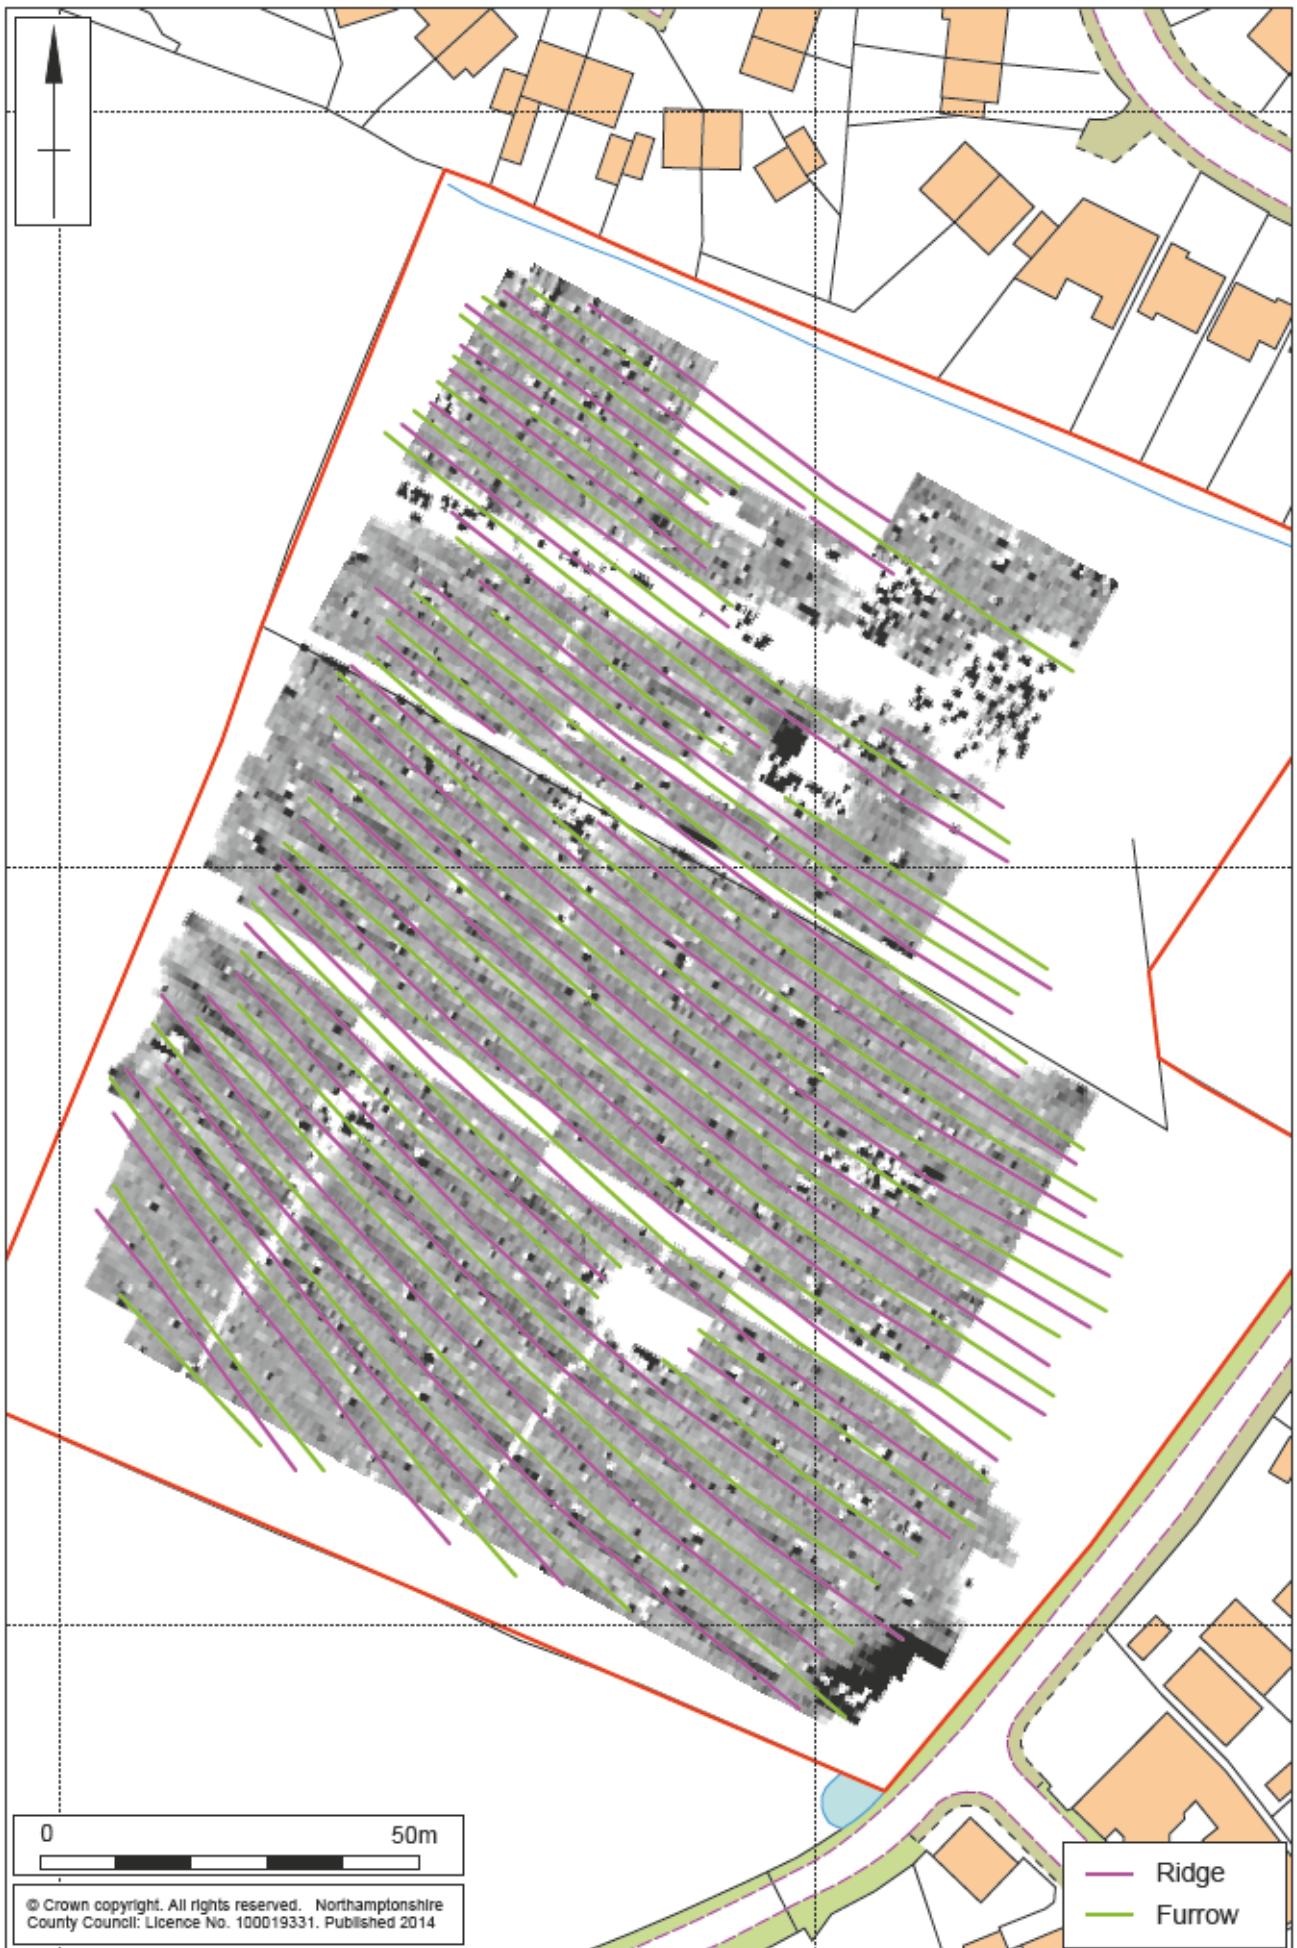 0 50m
© Crown copyright. All rights reserved. Northamptonshire
County Council: Licence No. 100019331. Published 2014
Ridge
Furrow